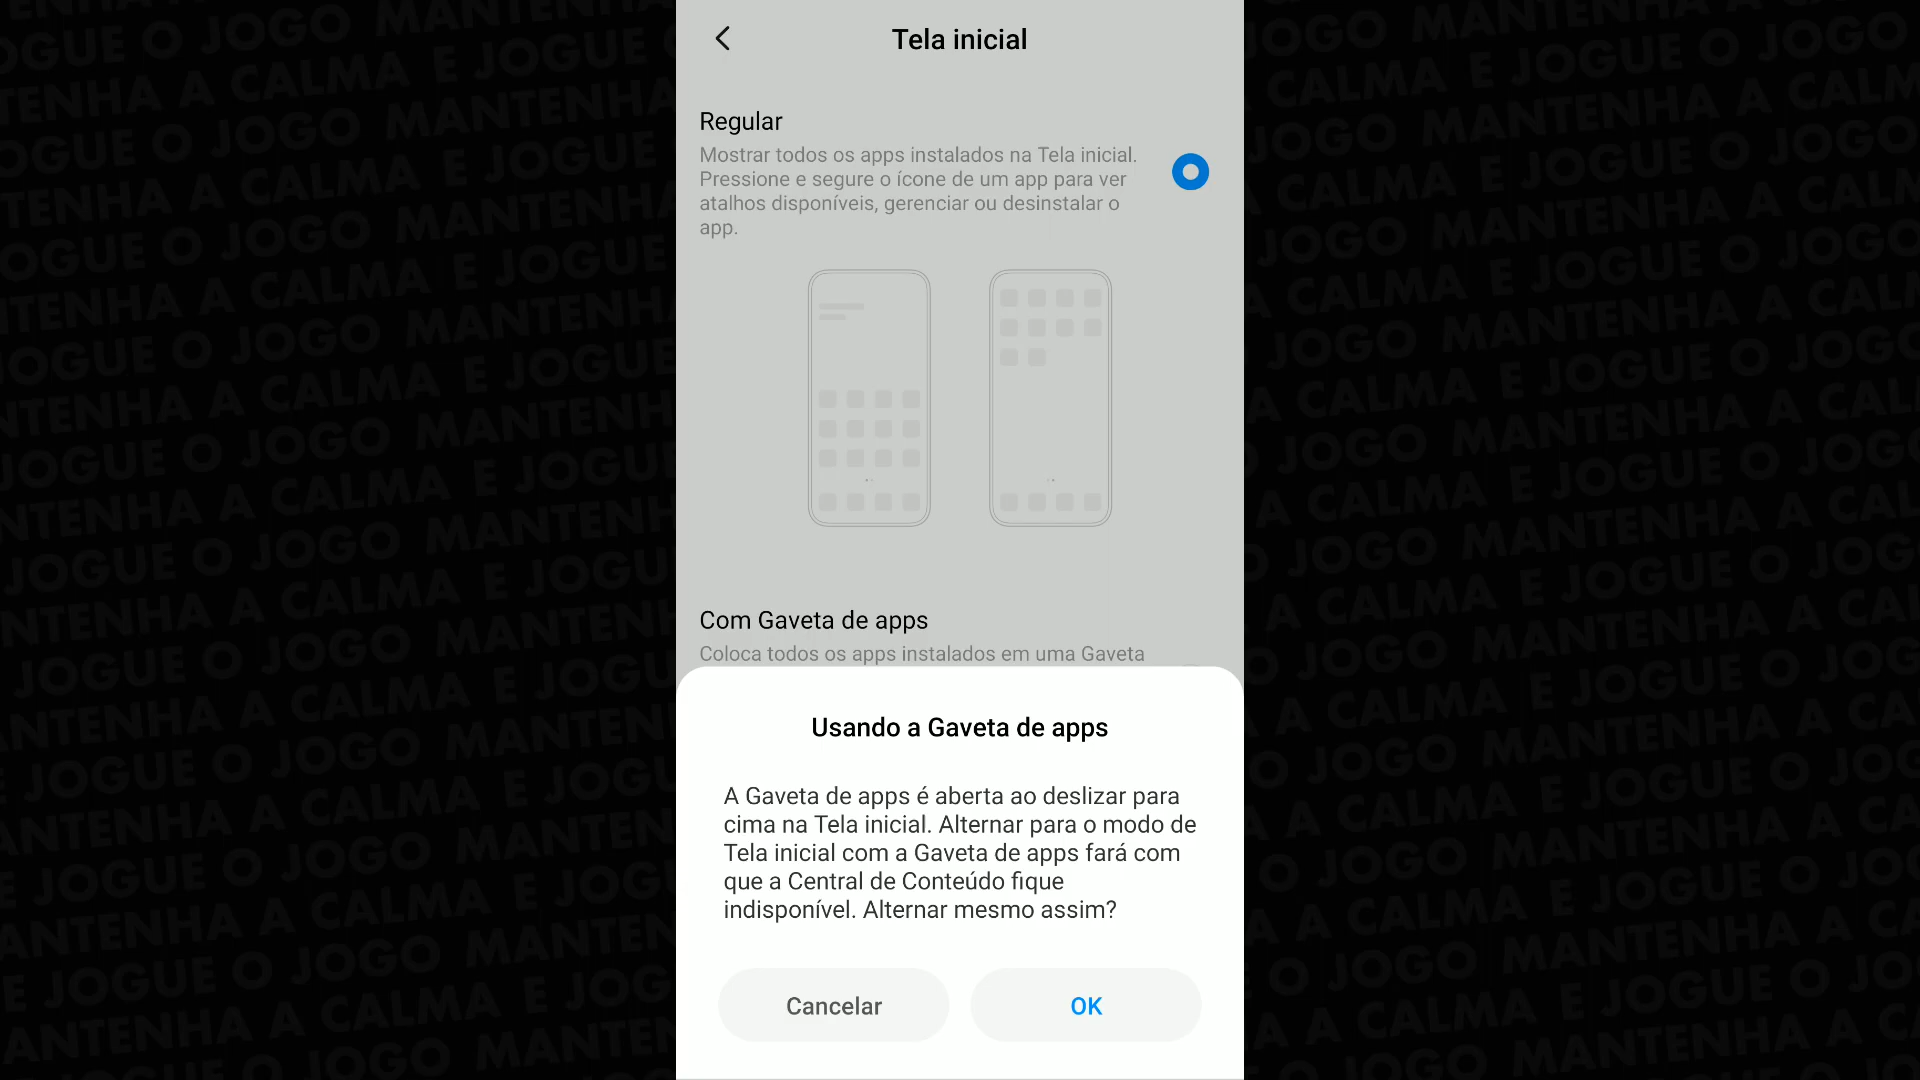 Tela inicial
Regular
Mostrar todos os apps instalados na Tela inicial.
Pressione e segure o ícone de um app para ver
atalhos disponíveis, gerenciar ou desinstalar o
app.
Com Gaveta de apps
Coloca todos os apps instalados em uma Gaveta
Usando a Gaveta de apps
A Gaveta de apps é aberta ao deslizar para
cima na Tela inicial. Alternar para o modo de
Tela inicial com a Gaveta de apps fará com
que a Central de Conteúdo fique
indisponível. Alternar mesmo assim?
Cancelar
OK
MANTENHA A CALMA E JOGUE O JOGO